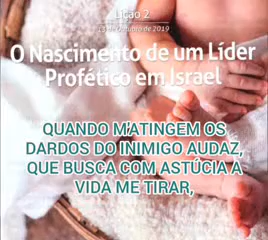 Lição 2
O Nascimento de um Líder
Profético em Israel
QUANDO M'ATINGEM OS
DARDOS DO INIMIGO AUDAZ,
QUE BUSCA COM ASTÚCIA A
VIDA ME TIRAR,